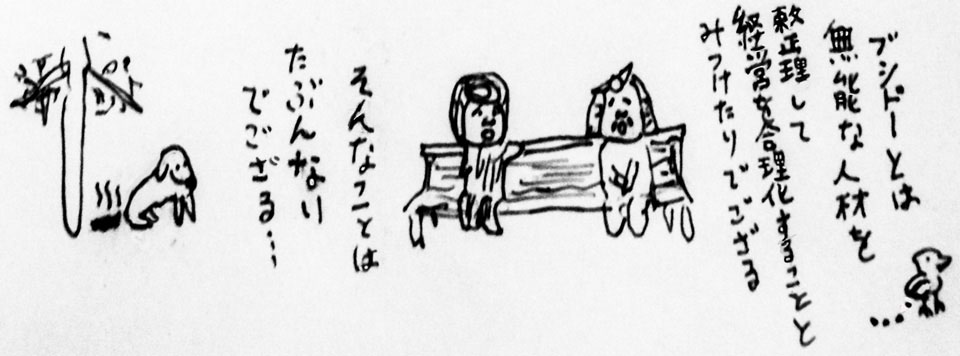 ブシドーとは
無能な人材を
整理して
経営を合理化することと
みつけたりでござる
そんなことは
たぶんない
でござる…